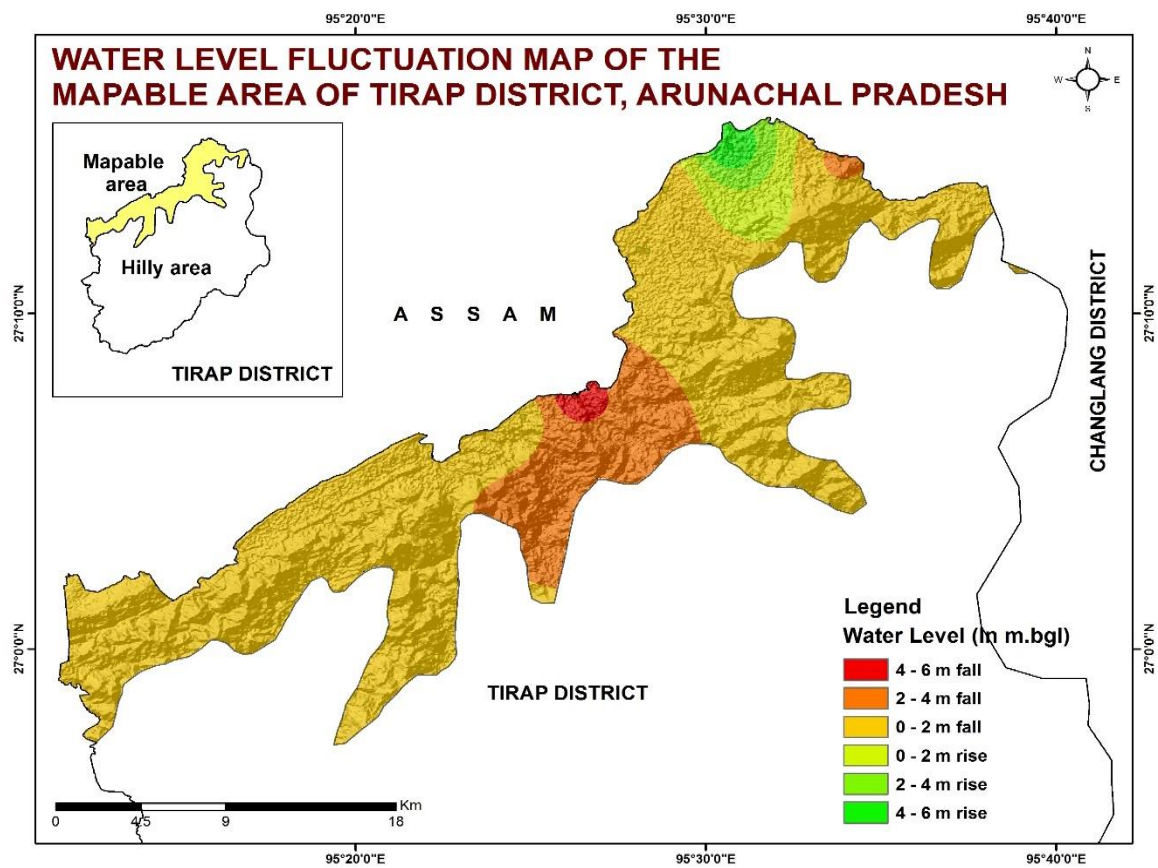 95°20'0"E 95°30'0"E 95°40'0"E
WATER LEVEL FLUCTUATION MAP OF THE
MAPABLE AREA OF TIRAP DISTRICT, ARUNACHAL PRADESH
N
W E
S
Mapable
area
Hilly area
TIRAP DISTRICT
A S S A M
27°10'0"N
27°10'0"N
CHANGLANG DISTRICT
27°0'0"N
27°0'0"N
TIRAP DISTRICT
Legend
Water Level (In m.bgl)
4 - 6 m fall
2 - 4 m fall
0 - 2 m fall
0 - 2 m rise
2 - 4 m rise
4 - 6 m rise
Km
0 4.5 9 18
95°20'0"E 95°30'0"E 95°40'0"E